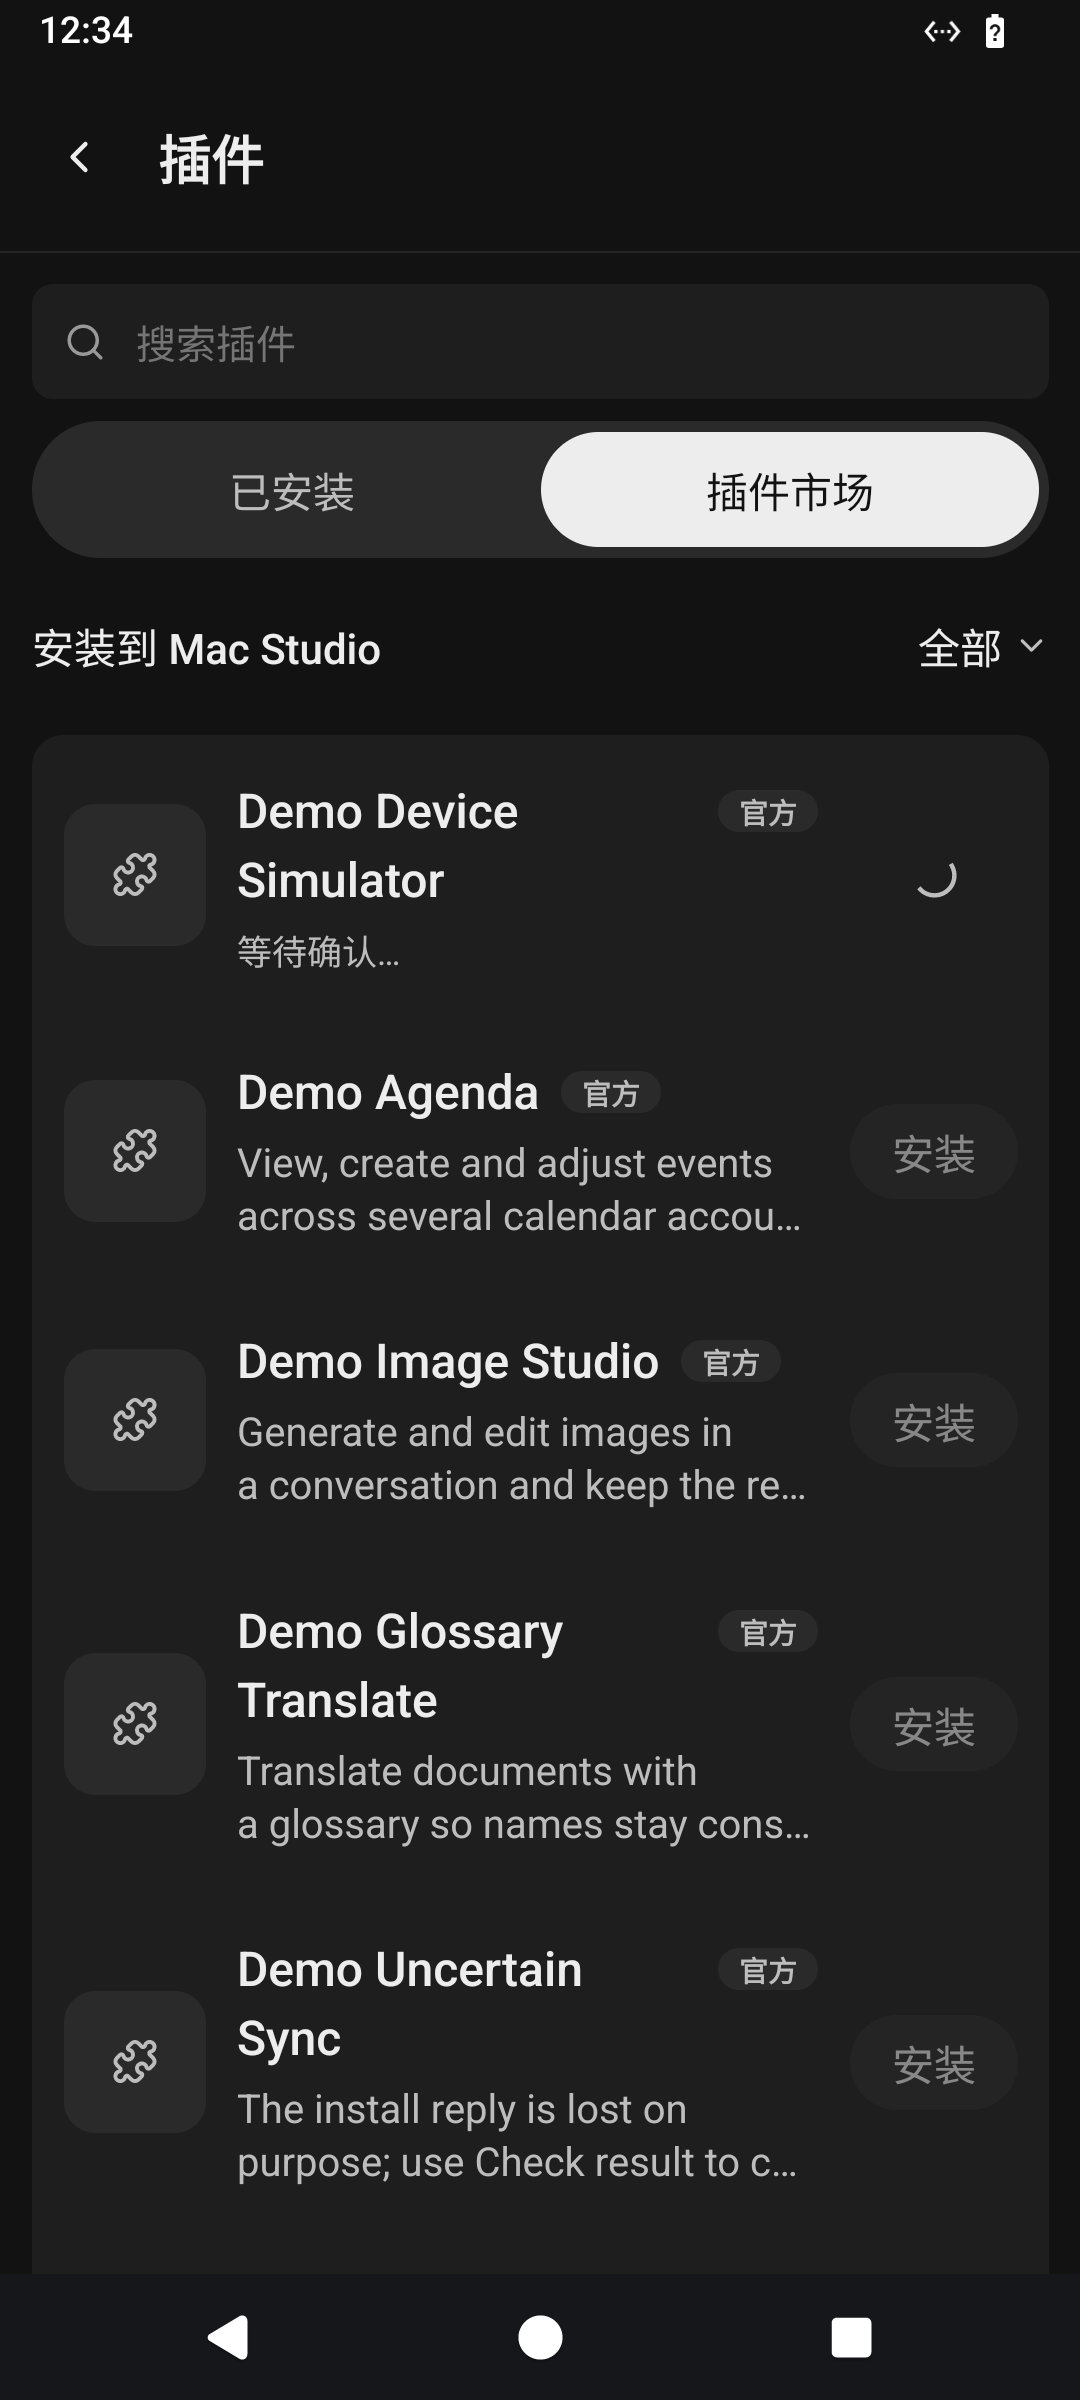 12:34
插件
搜索插件
已安装
插件市场
安装到 Mac Studio
全部
Demo Device
官方
Simulator
等待确认…
Demo Agenda 官方
View, create and adjust events
across several calendar accou…
安装
Demo Image Studio 官方
Generate and edit images in
a conversation and keep the re…
安装
Demo Glossary
官方
Translate
Translate documents with
a glossary so names stay cons…
安装
Demo Uncertain
官方
Sync
The install reply is lost on
purpose; use Check result to c…
安装